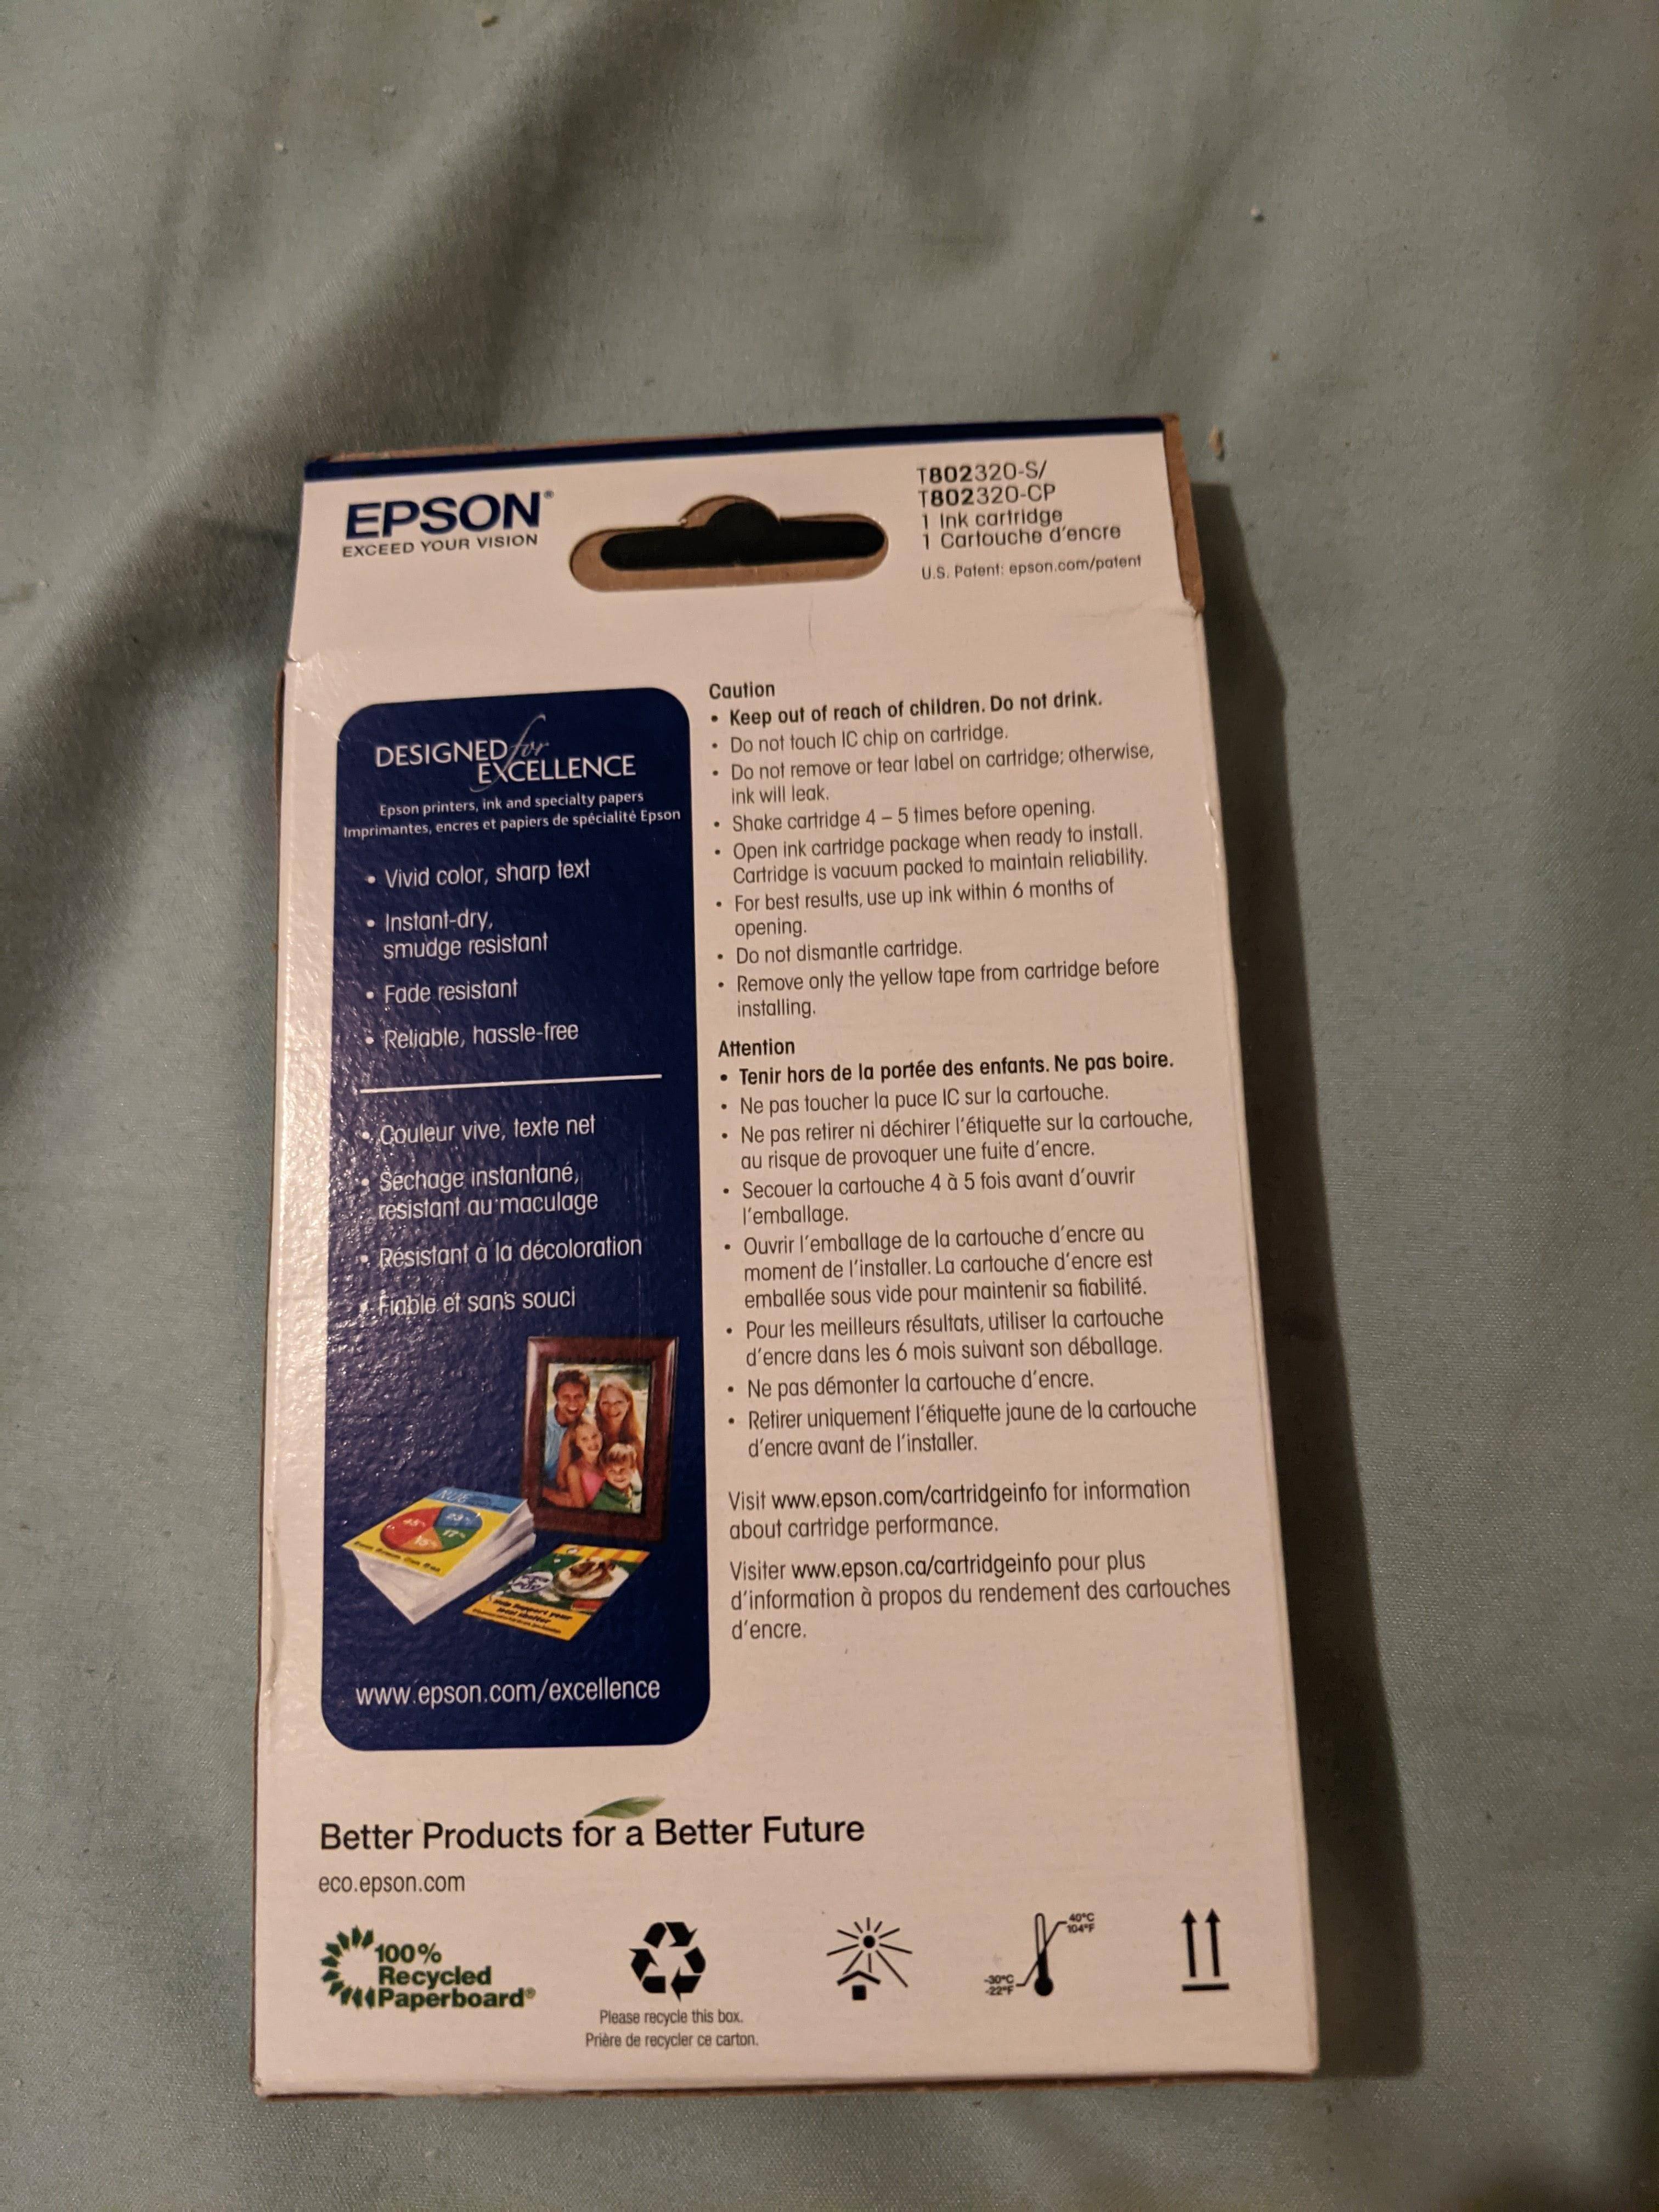 EPSON®
EXCEED YOUR VISION
T802320-S/
T802320-CP
1 Ink cartridge
1 Cartouche d'encre
U.S. Patent: epson.com/patent
DESIGNED for
EXCELLENCE
Epson printers, ink and specialty papers
Imprimantes, encres et papiers de spécialité Epson
• Vivid color, sharp text
• Instant-dry,
smudge resistant
• Fade resistant
• Reliable, hassle-free
• Couleur vive, texte net
• Séchage instantané,
résistant au maculage
• Résistant à la décoloration
• Fiable et sans souci
45%
23%
17%
15%
Help Support your
local shelter
www.epson.com/excellence
Caution
• Keep out of reach of children. Do not drink.
• Do not touch IC chip on cartridge.
• Do not remove or tear label on cartridge; otherwise,
ink will leak.
• Shake cartridge 4 – 5 times before opening.
• Open ink cartridge package when ready to install.
Cartridge is vacuum packed to maintain reliability.
• For best results, use up ink within 6 months of
opening.
• Do not dismantle cartridge.
• Remove only the yellow tape from cartridge before
installing.
Attention
• Tenir hors de la portée des enfants. Ne pas boire.
• Ne pas toucher la puce IC sur la cartouche.
• Ne pas retirer ni déchirer l'étiquette sur la cartouche,
au risque de provoquer une fuite d'encre.
• Secouer la cartouche 4 à 5 fois avant d'ouvrir
l'emballage.
• Ouvrir l'emballage de la cartouche d'encre au
moment de l'installer. La cartouche d'encre est
emballée sous vide pour maintenir sa fiabilité.
• Pour les meilleurs résultats, utiliser la cartouche
d'encre dans les 6 mois suivant son déballage.
• Ne pas démonter la cartouche d'encre.
• Retirer uniquement l'étiquette jaune de la cartouche
d'encre avant de l'installer.
Visit www.epson.com/cartridgeinfo for information
about cartridge performance.
Visiter www.epson.ca/cartridgeinfo pour plus
d'information à propos du rendement des cartouches
d'encre.
Better Products for a Better Future
eco.epson.com
100%
Recycled
Paperboard®
Please recycle this box.
Prière de recycler ce carton.
40°C
104°F
-30°C
-22°F